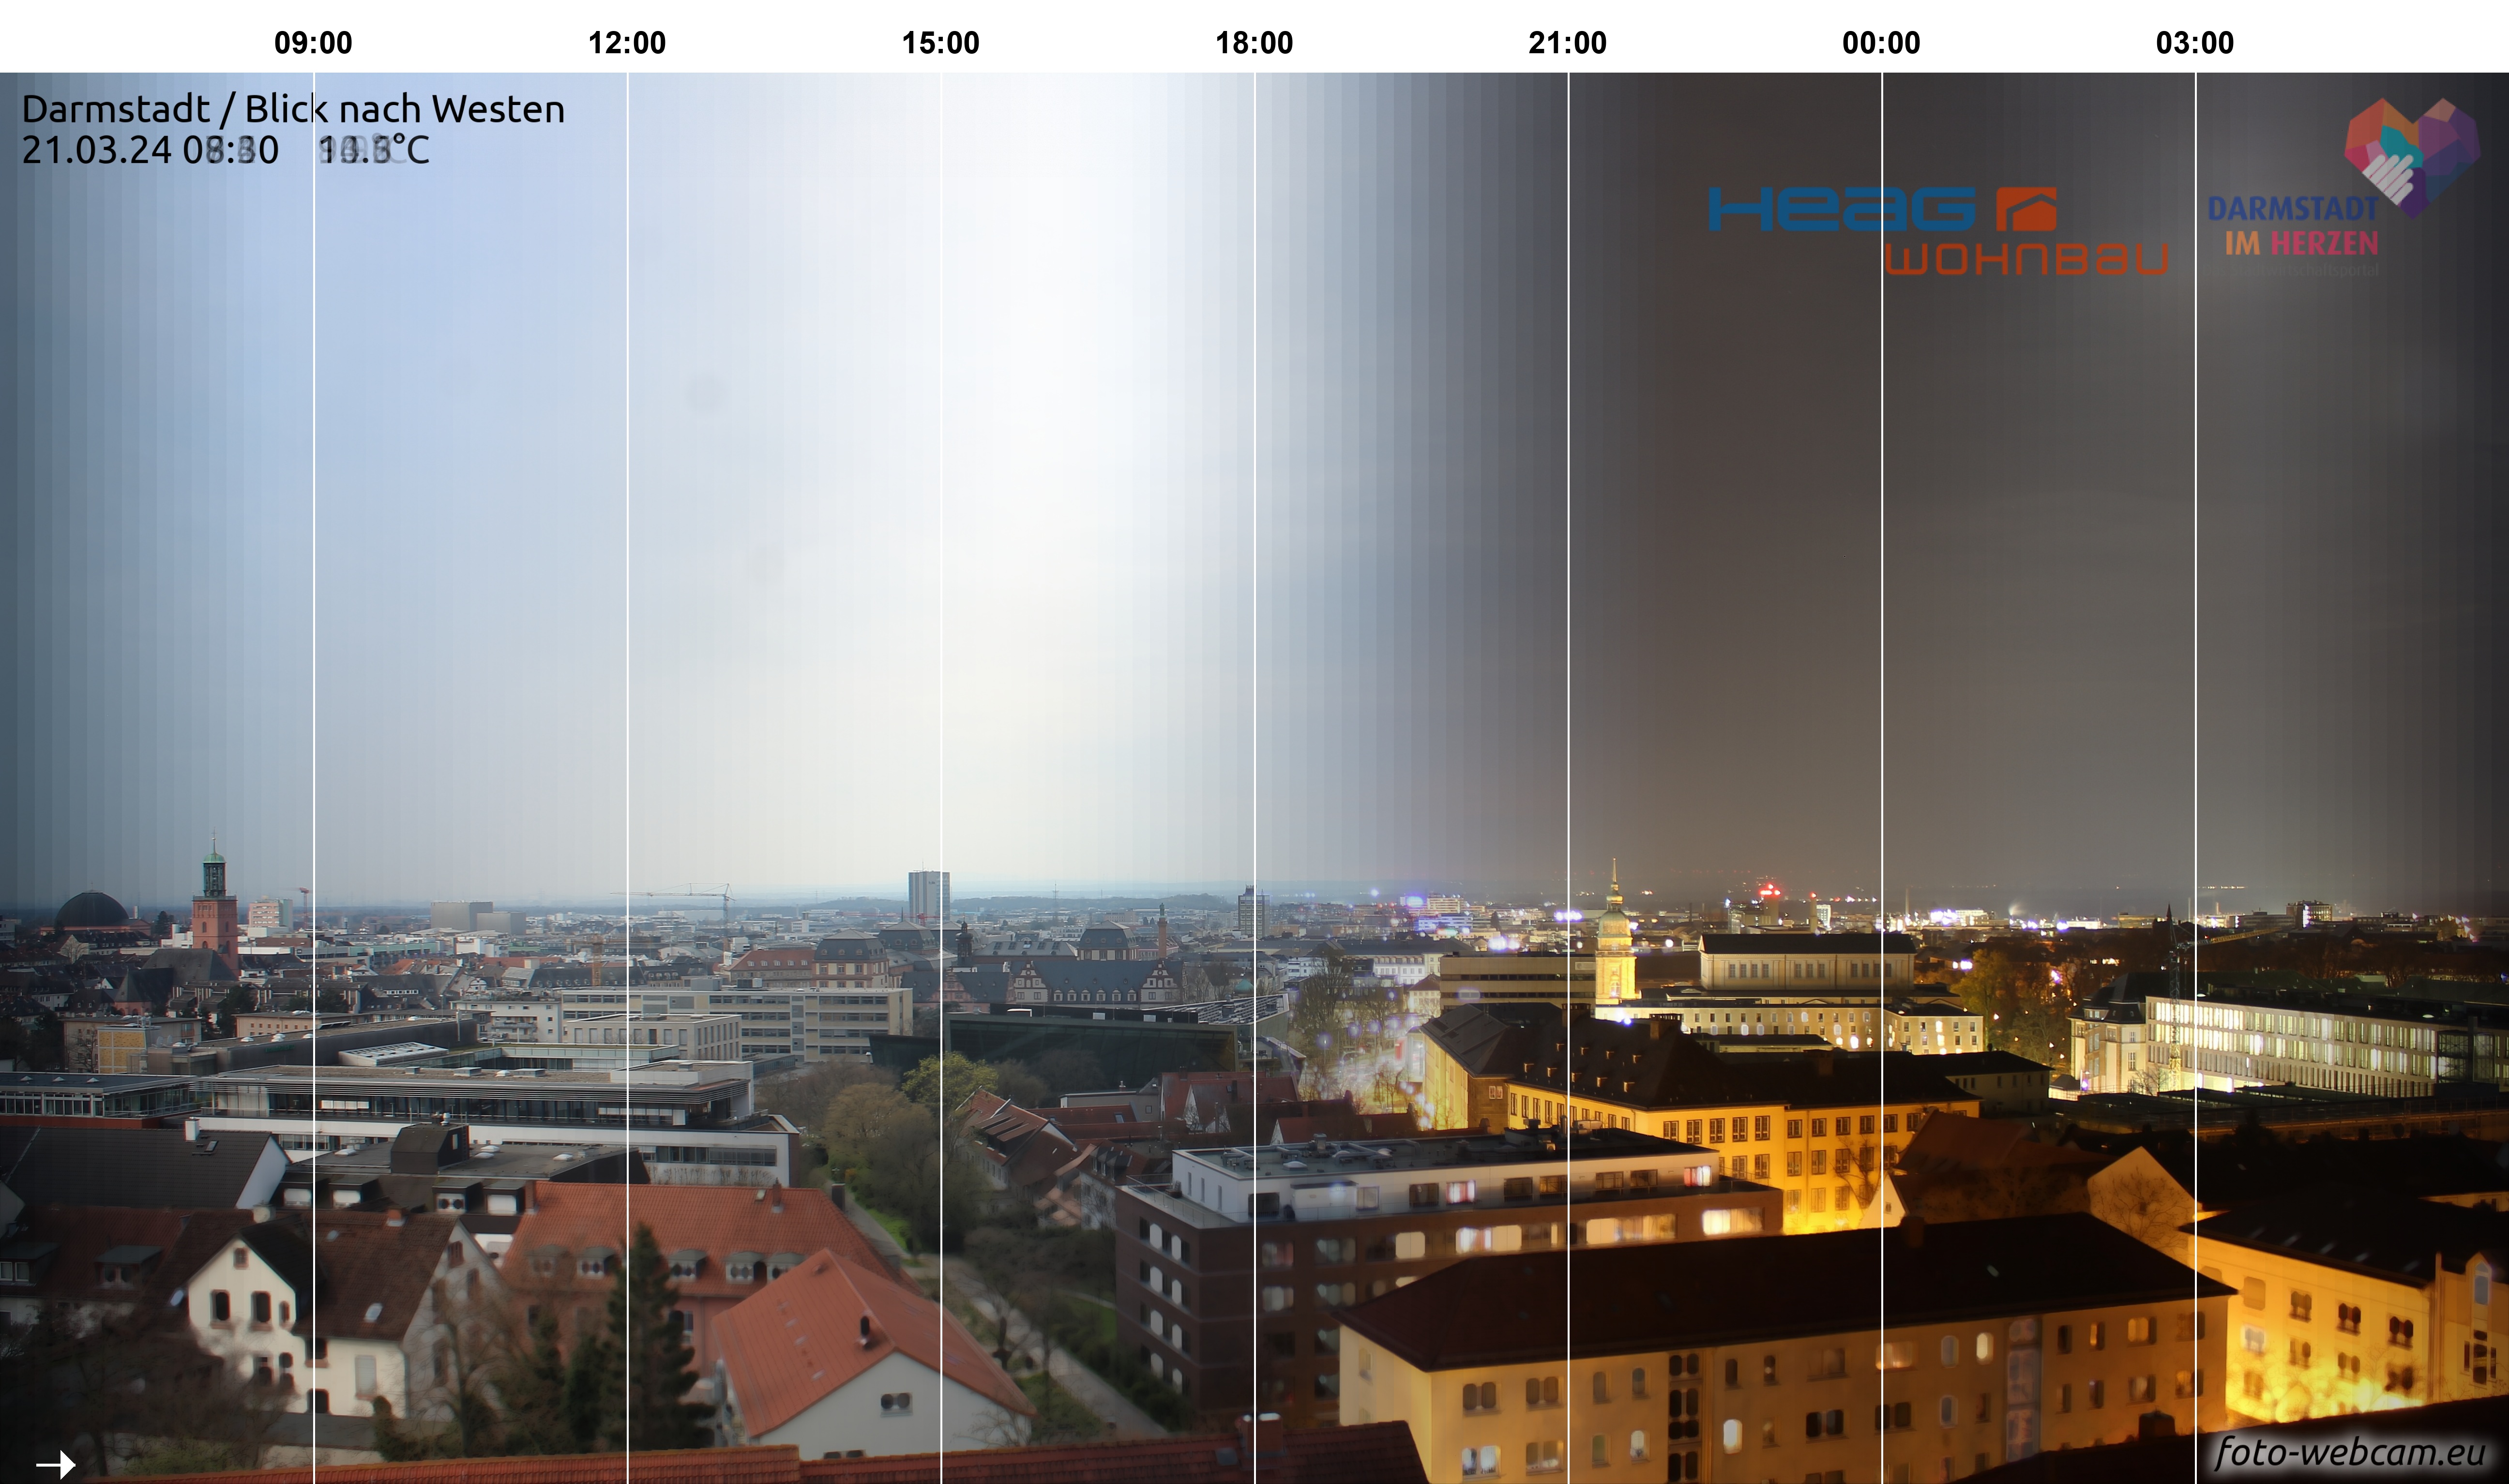 09:00 12:00 15:00 18:00 21:00 00:00 03:00
Darmstadt / Blick nach Westen
21.03.24
HEAG
WOHNBAU
DARMSTADT
IM HERZEN
wirtschaftsportal
foto-webcam.eu